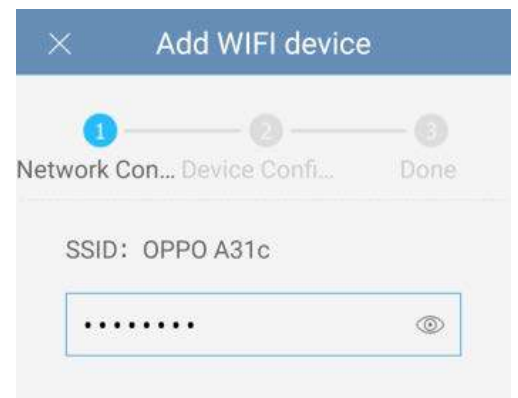 Add WIFI device
1 2 3
Network Con... Device Confi... Done
SSID: OPPO A31c
••••••••